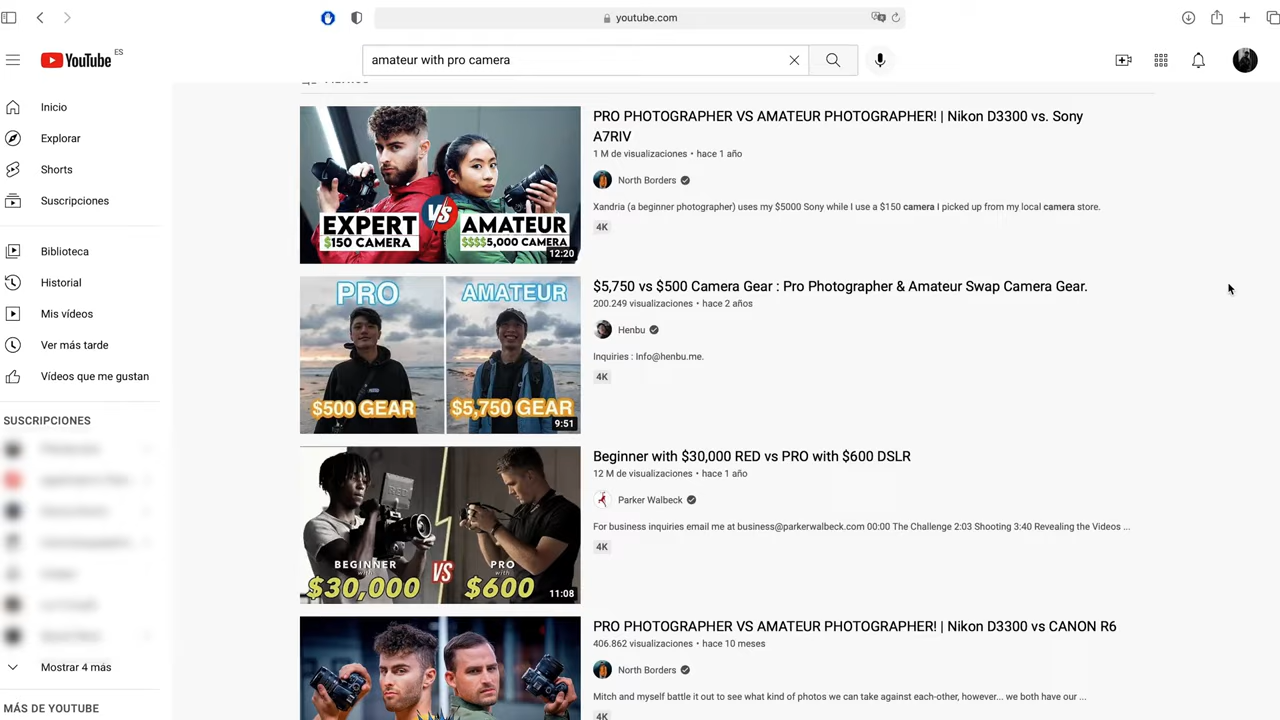 youtube.com
YouTube ES
amateur with pro camera
Inicio
Explorar
Shorts
Suscripciones
Biblioteca
Historial
Mis vídeos
Ver más tarde
Vídeos que me gustan
SUSCRIPCIONES
Mostrar 4 más
MÁS DE YOUTUBE
EXPERT
$150 CAMERA
VS
AMATEUR
$$$$5,000 CAMERA
12:20
PRO PHOTOGRAPHER VS AMATEUR PHOTOGRAPHER! | Nikon D3300 vs. Sony
A7RIV
1 M de visualizaciones • hace 1 año
North Borders
Xandria (a beginner photographer) uses my $5000 Sony while I use a $150 camera I picked up from my local camera store.
4K
PRO
AMATEUR
$500 GEAR
$5,750 GEAR
9:51
$5,750 vs $500 Camera Gear : Pro Photographer & Amateur Swap Camera Gear.
200.249 visualizaciones • hace 2 años
Henbu
Inquiries : Info@henbu.me.
4K
RED
BEGINNER
with
$30,000
VS
PRO
with
$600
11:08
Beginner with $30,000 RED vs PRO with $600 DSLR
12 M de visualizaciones • hace 1 año
Parker Walbeck
For business inquiries email me at business@parkerwalbeck.com 00:00 The Challenge 2:03 Shooting 3:40 Revealing the Videos ...
4K
PRO PHOTOGRAPHER VS AMATEUR PHOTOGRAPHER! | Nikon D3300 vs CANON R6
406.862 visualizaciones • hace 10 meses
North Borders
Mitch and myself battle it out to see what kind of photos we can take against each-other, however... we both have our ...
4K